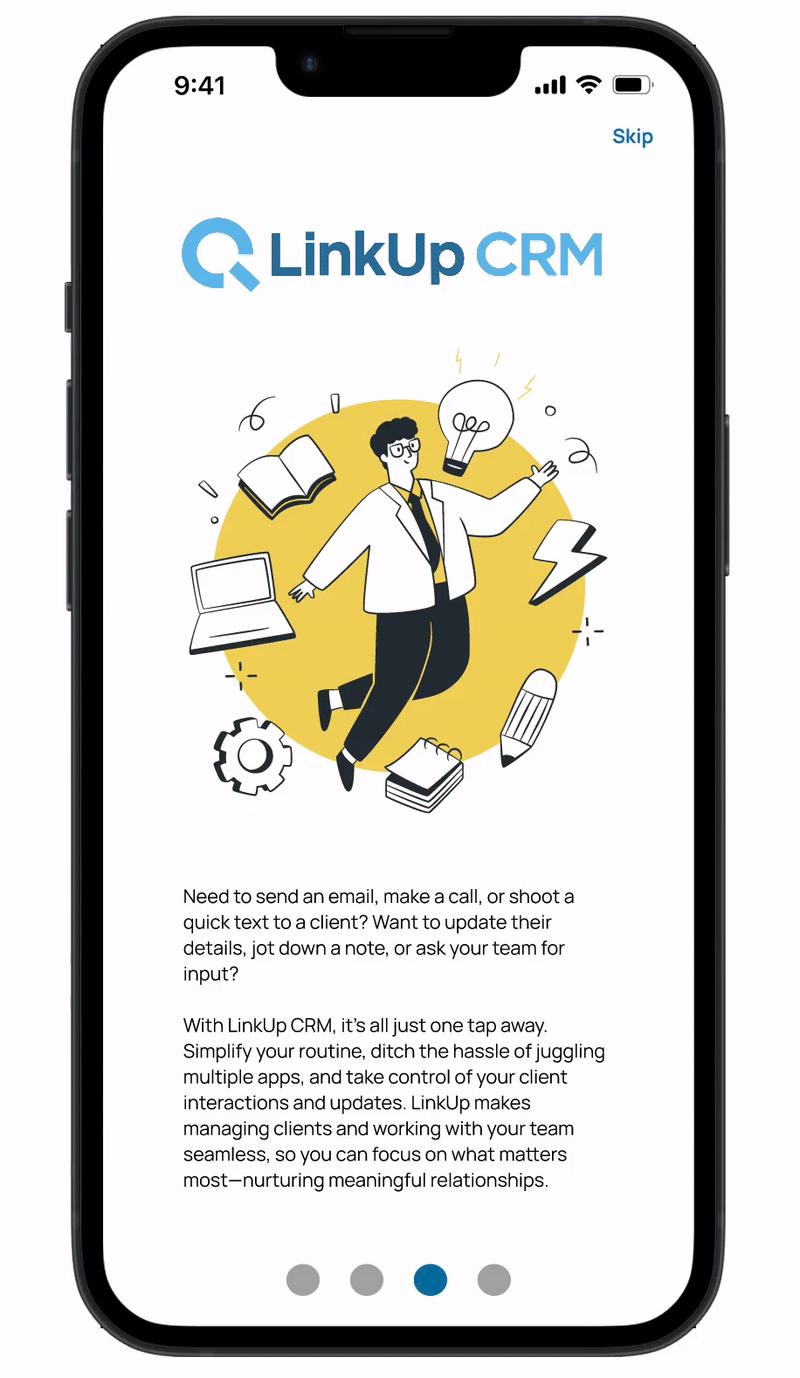 9:41
Skip
LinkUp CRM
Need to send an email, make a call, or shoot a
quick text to a client? Want to update their
details, jot down a note, or ask your team for
input?
With LinkUp CRM, it's all just one tap away.
Simplify your routine, ditch the hassle of juggling
multiple apps, and take control of your client
interactions and updates. LinkUp makes
managing clients and working with your team
seamless, so you can focus on what matters
most—nurturing meaningful relationships.